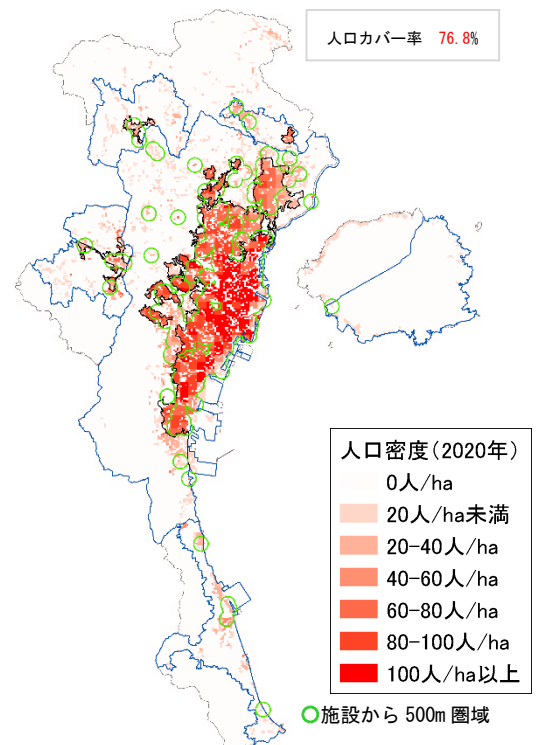 人口カバー率 76.8%
人口密度(2020年)
0人/ha
20人/ha未満
20-40人/ha
40-60人/ha
60-80人/ha
80-100人/ha
100人/ha以上
施設から500m圏域